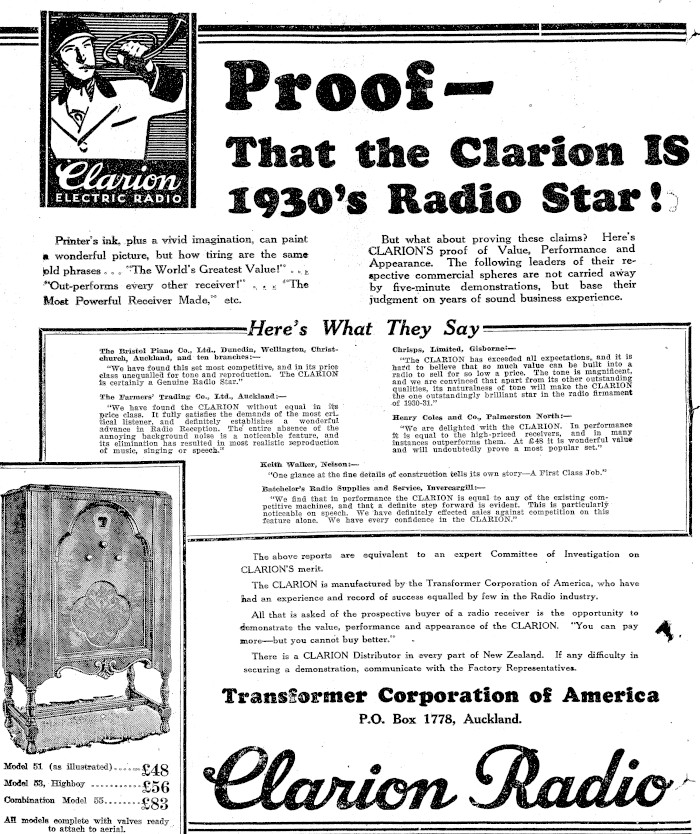 Clarion
ELECTRIC RADIO
Proof—
That the Clarion IS
1930's Radio Star!
Printer's ink, plus a vivid imagination, can paint
a wonderful picture, but how tiring are the same
old phrases . . . "The World's Greatest Value!" . . .
"Out-performs every other receiver!" . . . "The
Most Powerful Receiver Made," etc.
But what about proving these claims? Here's
CLARION'S proof of Value, Performance and
Appearance. The following leaders of their re-
spective commercial spheres are not carried away
by five-minute demonstrations, but base their
judgment on years of sound business experience.
Here's What They Say
The Bristol Piano Co., Ltd., Dunedin, Wellington, Christ-
church, Auckland, and ten branches:—
"We have found this set most competitive, and in its price
class unequalled for tone and reproduction. The CLARION
is certainly a Genuine Radio Star."
The Farmers' Trading Co., Ltd., Auckland:—
"We have found the CLARION without equal in its
price class. It fully satisfies the demands of the most cri-
tical listener, and definitely establishes a wonderful
advance in Radio Reception. The entire absence of the
annoying background noise is a noticeable feature, and
its elimination has resulted in most realistic reproduction
of music, singing or speech."
Chrisps, Limited, Gisborne:—
"The CLARION has exceeded all expectations, and it is
hard to believe that so much value can be built into a
radio to sell for so low a price. The tone is magnificent,
and we are convinced that apart from its other outstanding
qualities, its naturalness of tone will make the CLARION
the one outstandingly brilliant star in the radio firmament
of 1930-31."
Henry Coles and Co., Palmerston North:—
"We are delighted with the CLARION. In performance
it is equal to the high-priced receivers, and in many
instances outperforms them. At £48 it is wonderful value
and will undoubtedly prove a most popular set."
Keith Walker, Nelson:—
"One glance at the fine details of construction tells its own story—A First Class Job."
Batchelor's Radio Supplies and Service, Invercargill:—
"We find that in performance the CLARION is equal to any of the existing com-
petitive machines, and that a definite step forward is evident. This is particularly
noticeable on speech. We have definitely effected sales against competition on this
feature alone. We have every confidence in the CLARION."
The above reports are equivalent to an expert Committee of Investigation on
CLARION'S merit.
The CLARION is manufactured by the Transformer Corporation of America, who have
had an experience and record of success equalled by few in the Radio industry.
All that is asked of the prospective buyer of a radio receiver is the opportunity to
demonstrate the value, performance and appearance of the CLARION. "You can pay
more—but you cannot buy better."
There is a CLARION Distributor in every part of New Zealand. If any difficulty in
securing a demonstration, communicate with the Factory Representatives.
Transformer Corporation of America
P.O. Box 1778, Auckland.
Clarion Radio
Model 51 (as illustrated) ...... £48
Model 53, Highboy ............ £56
Combination Model 55 ........ £83
All models complete with valves ready
to attach to aerial.